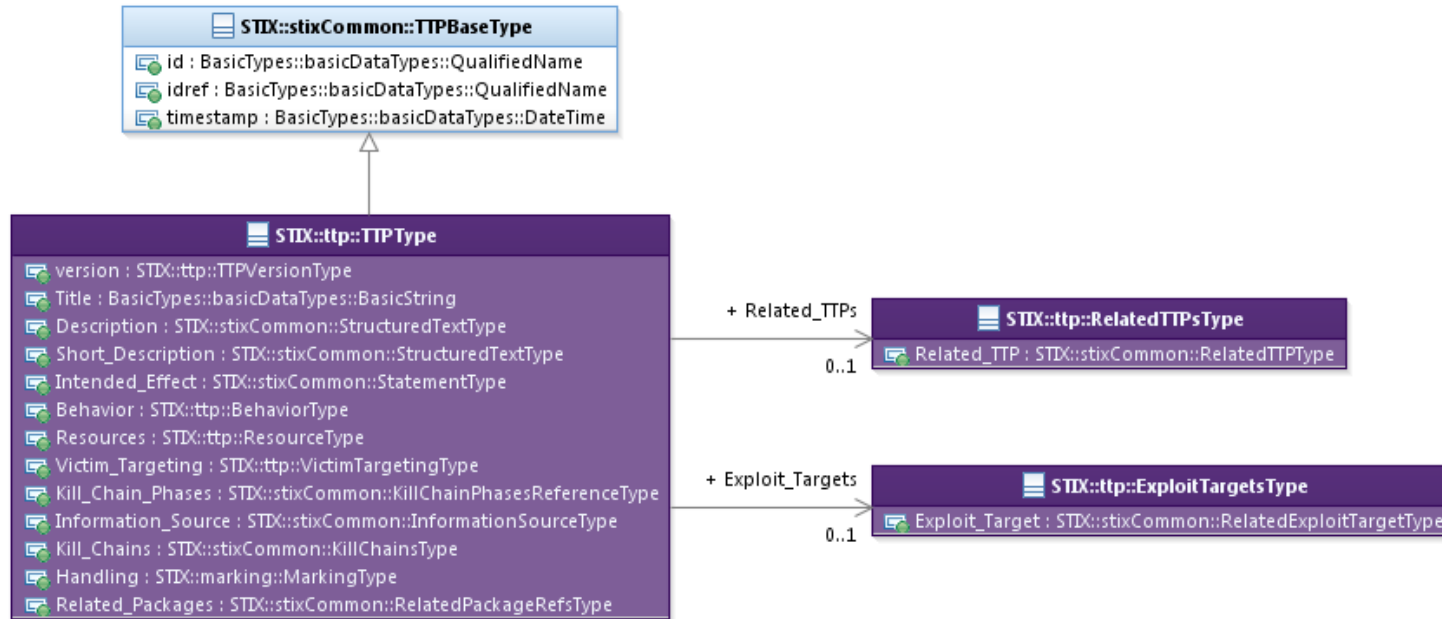 STIX::stixCommon::TTPBaseType
id : BasicTypes::basicDataTypes::QualifiedName
idref : BasicTypes::basicDataTypes::QualifiedName
timestamp : BasicTypes::basicDataTypes::DateTime
STIX::ttp::TTPType
version : STIX::ttp::TTPVersionType
Title : BasicTypes::basicDataTypes::BasicString
Description : STIX::stixCommon::StructuredTextType
Short_Description : STIX::stixCommon::StructuredTextType
Intended_Effect : STIX::stixCommon::StatementType
Behavior : STIX::ttp::BehaviorType
Resources : STIX::ttp::ResourceType
Victim_Targeting : STIX::ttp::VictimTargetingType
Kill_Chain_Phases : STIX::stixCommon::KillChainPhasesReferenceType
Information_Source : STIX::stixCommon::InformationSourceType
Kill_Chains : STIX::stixCommon::KillChainsType
Handling : STIX::marking::MarkingType
Related_Packages : STIX::stixCommon::RelatedPackageRefsType
+ Related_TTPs
0..1
STIX::ttp::RelatedTTPsType
Related_TTP : STIX::stixCommon::RelatedTTPType
+ Exploit_Targets
0..1
STIX::ttp::ExploitTargetsType
Exploit_Target : STIX::stixCommon::RelatedExploitTargetType